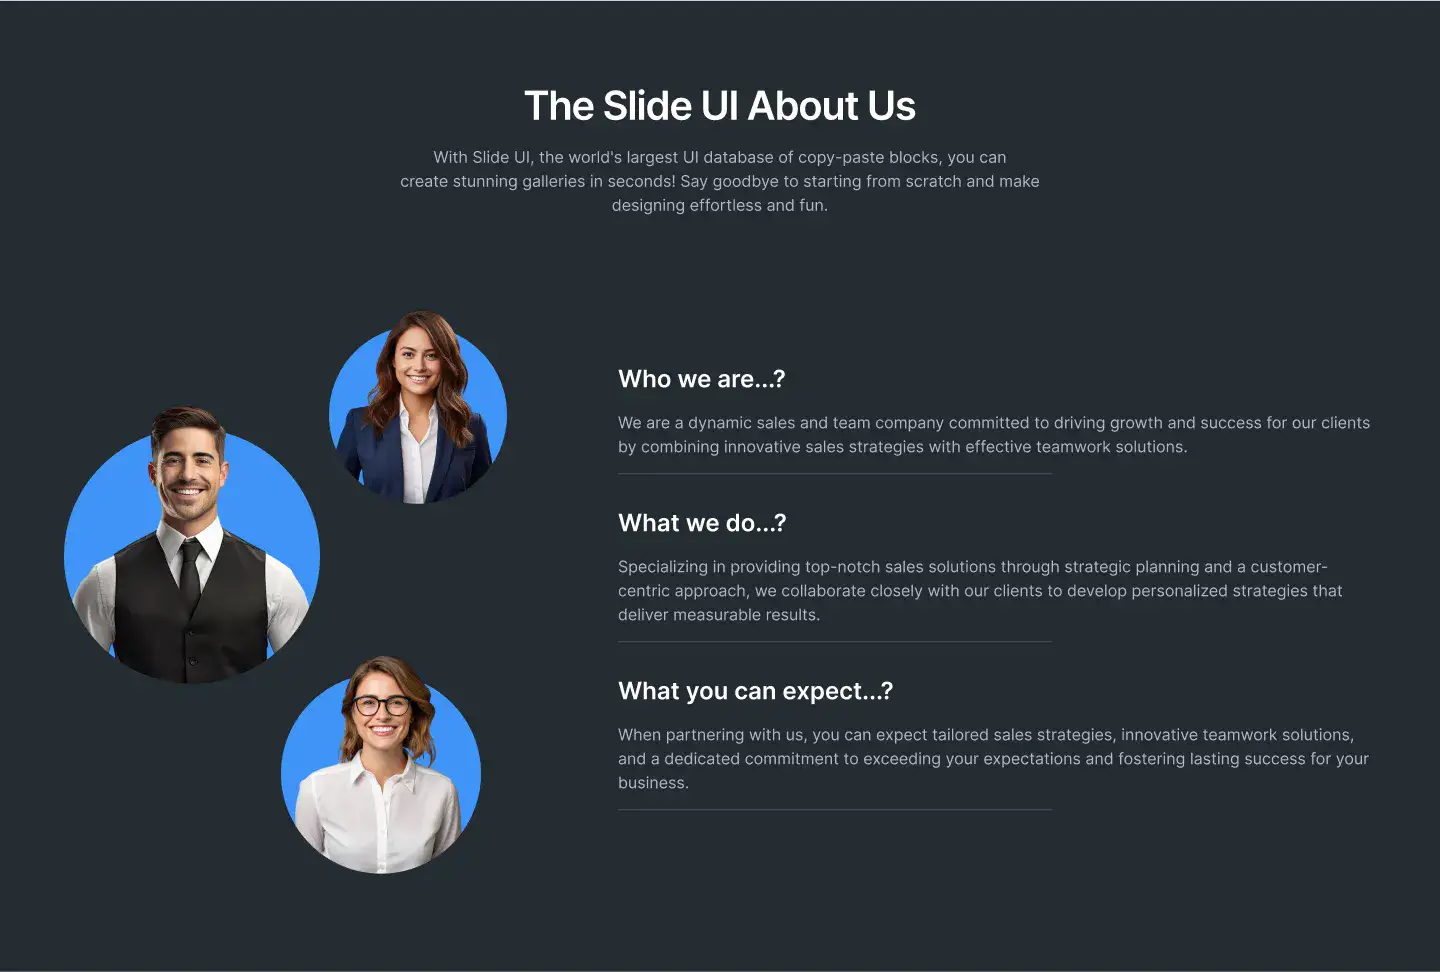 The Slide UI About Us
With Slide UI, the world's largest UI database of copy-paste blocks, you can
create stunning galleries in seconds! Say goodbye to starting from scratch and make
designing effortless and fun.
Who we are...?
We are a dynamic sales and team company committed to driving growth and success for our clients
by combining innovative sales strategies with effective teamwork solutions.
What we do...?
Specializing in providing top-notch sales solutions through strategic planning and a customer-
centric approach, we collaborate closely with our clients to develop personalized strategies that
deliver measurable results.
What you can expect...?
When partnering with us, you can expect tailored sales strategies, innovative teamwork solutions,
and a dedicated commitment to exceeding your expectations and fostering lasting success for your
business.